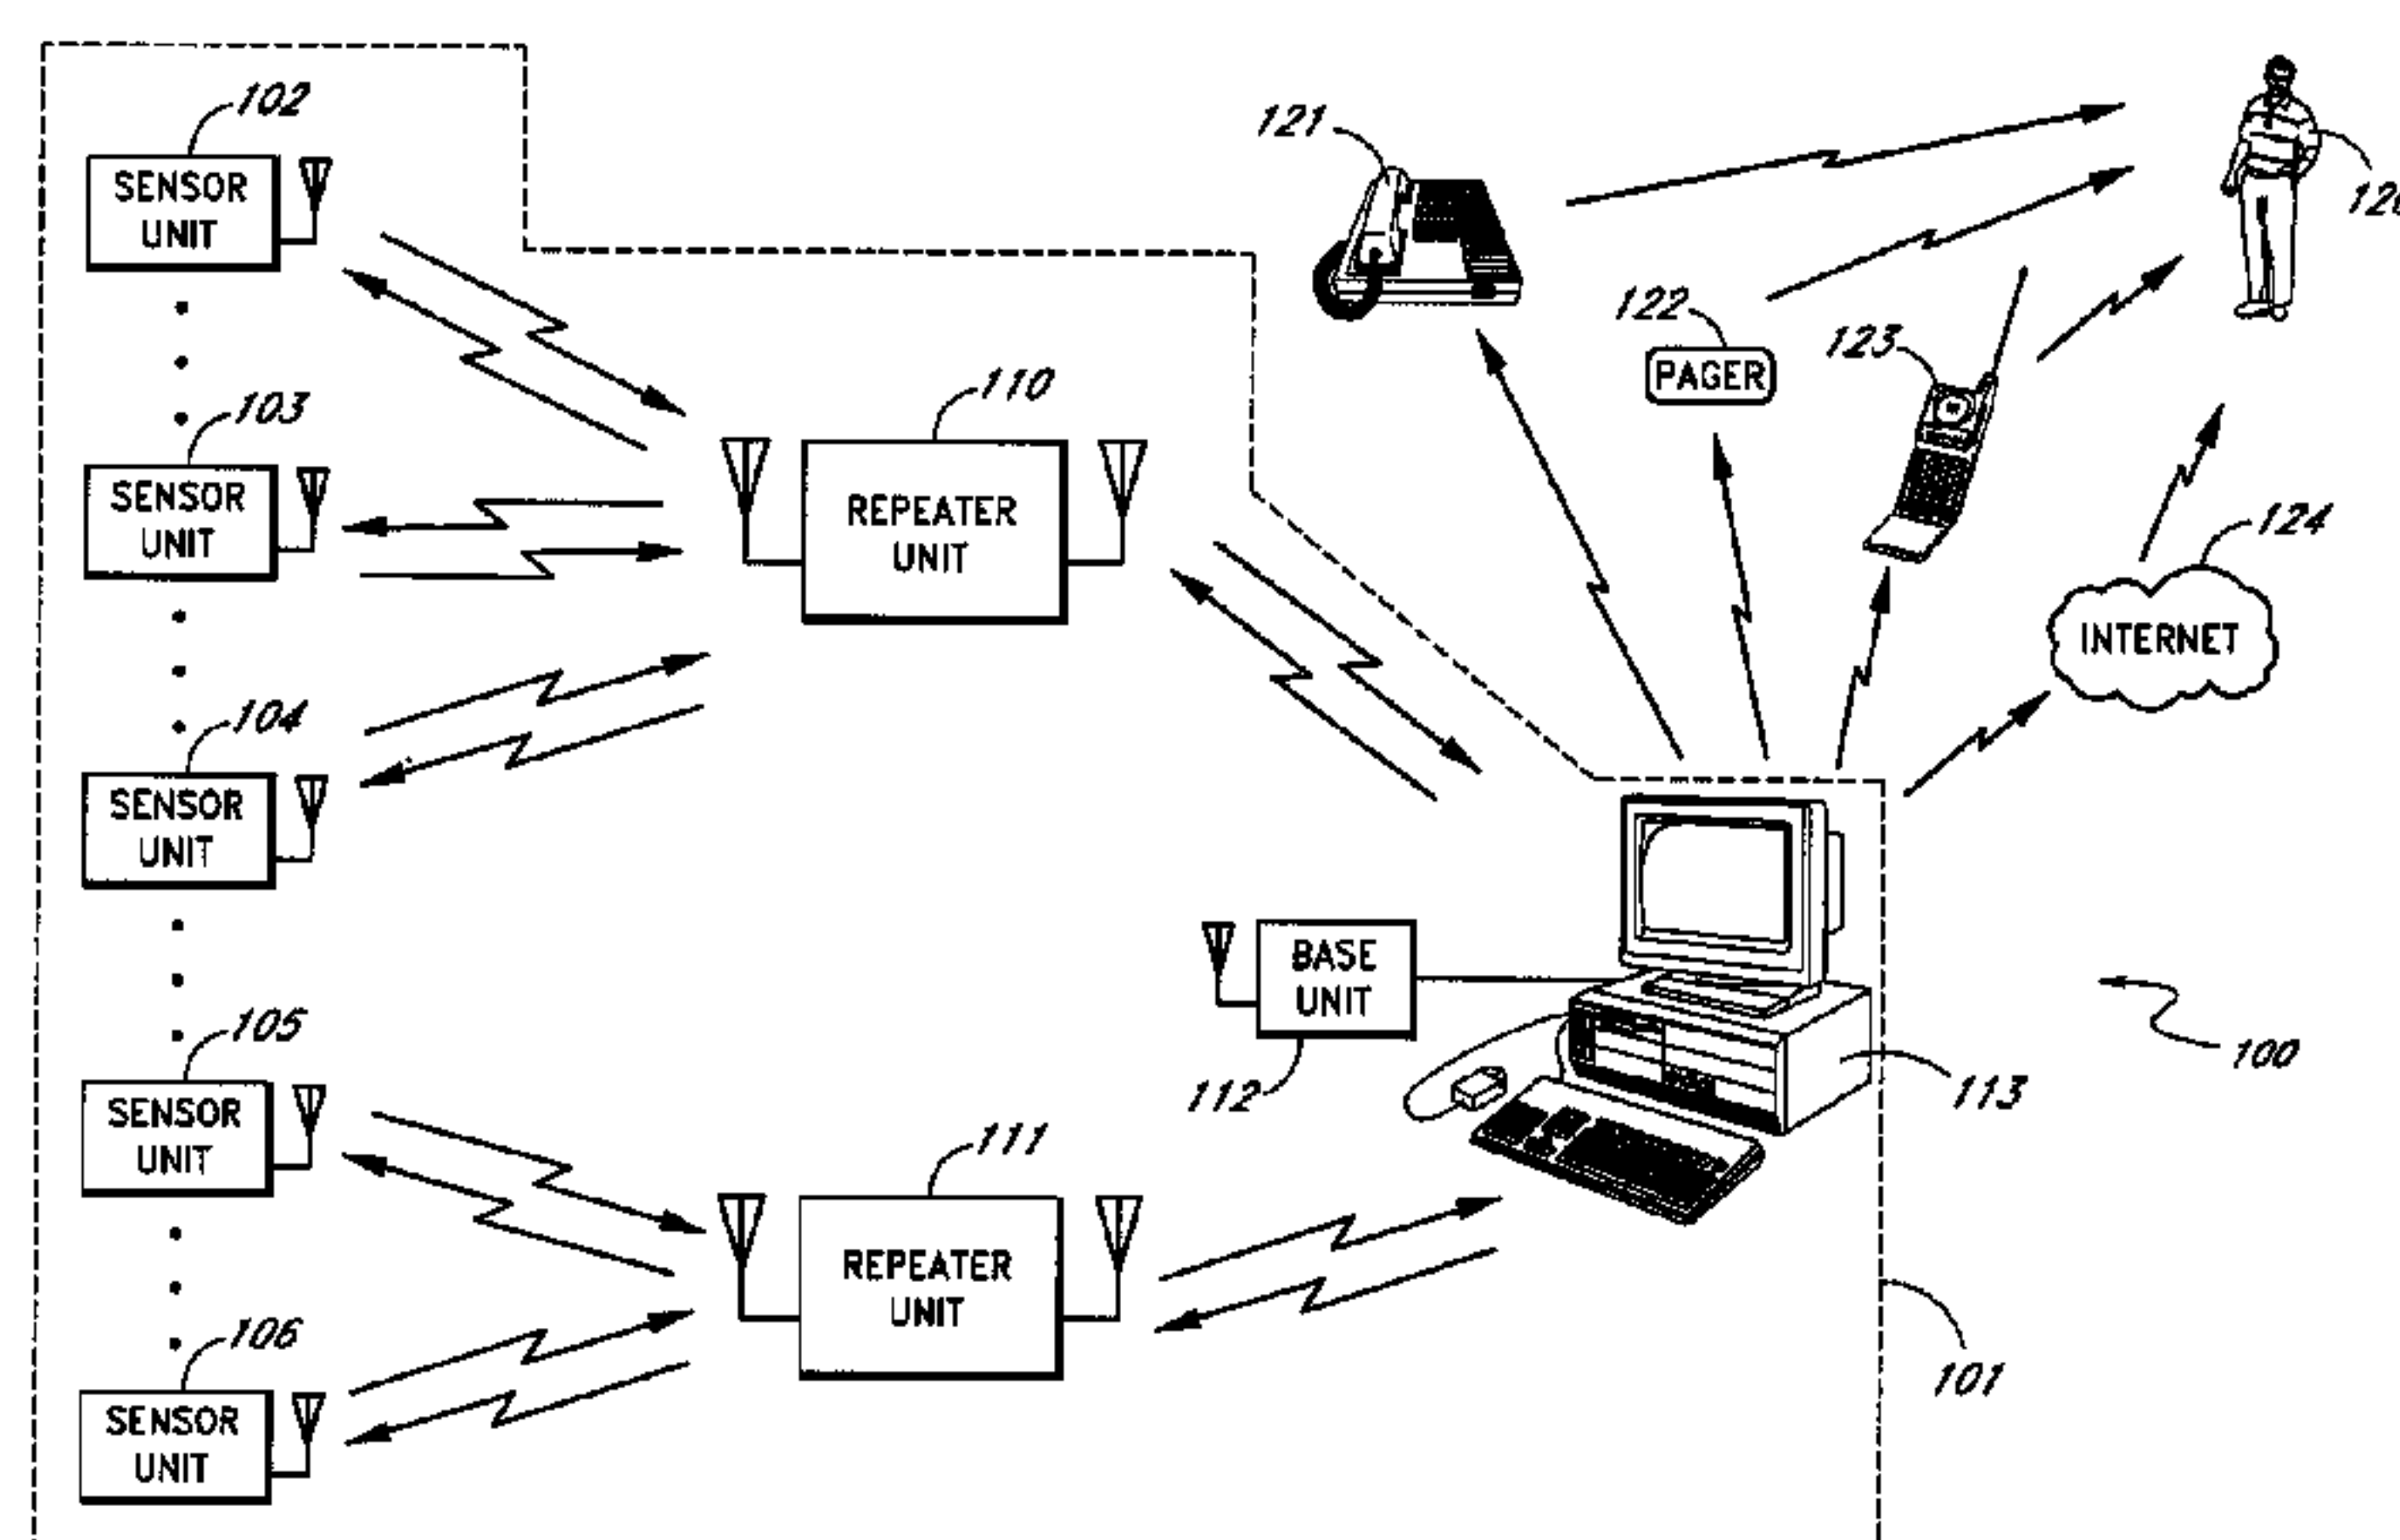 102
SENSOR
UNIT
121
103
SENSOR
UNIT
110
REPEATER
UNIT
122
PAGER
123
124
INTERNET
104
SENSOR
UNIT
BASE
UNIT
112
113
100
105
SENSOR
UNIT
111
REPEATER
UNIT
101
106
SENSOR
UNIT